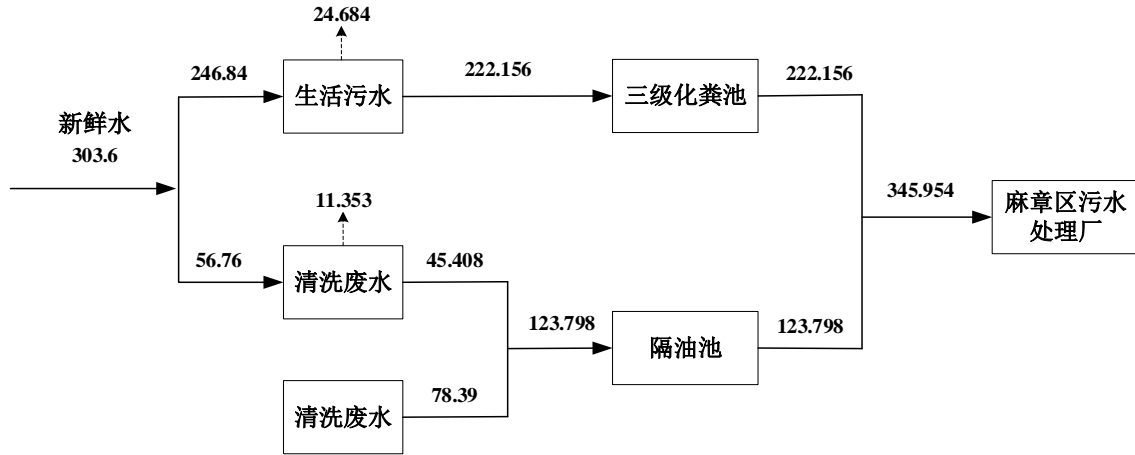 24.684
246.84
生活污水
222.156
三级化粪池
222.156
新鲜水
303.6
345.954
麻章区污水
处理厂
11.353
56.76
清洗废水
45.408
123.798
隔油池
123.798
78.39
清洗废水